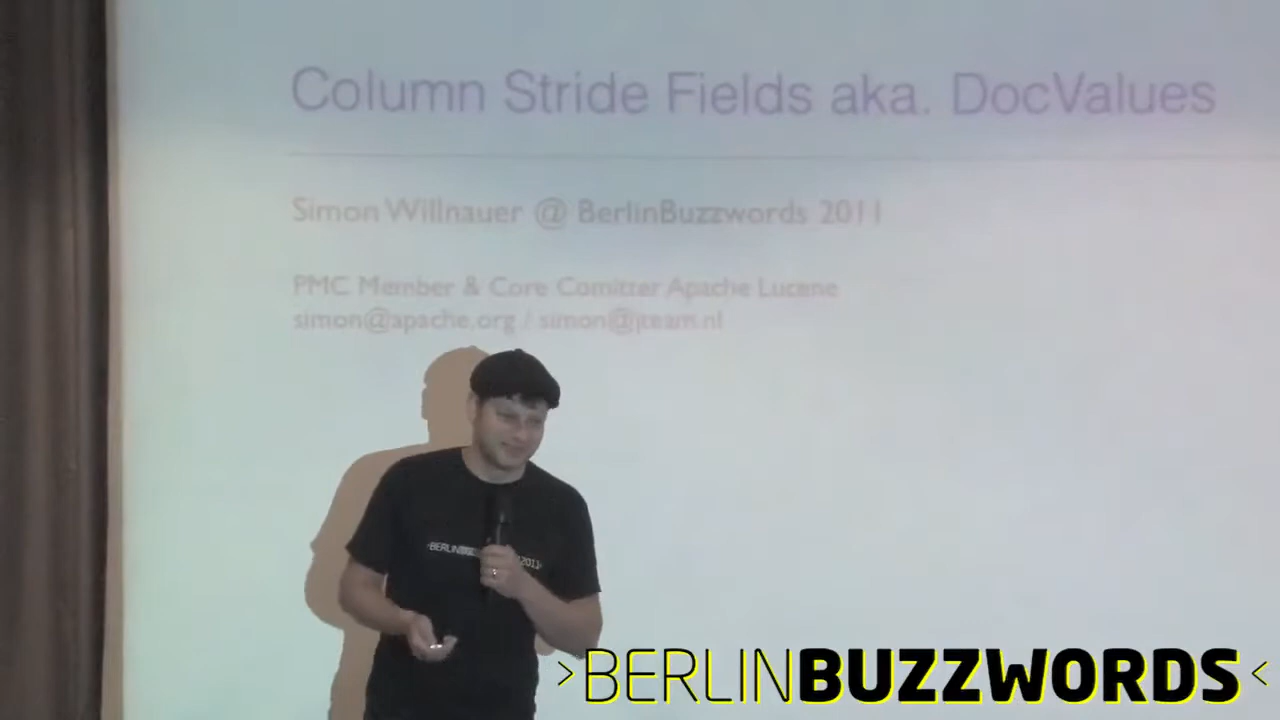 Column Stride Fields aka. DocValues
Simon Willnauer @ BerlinBuzzwords 2011
PMC Member & Core Comitter Apache Lucene
simon@apache.org / simon@jteam.nl
>BERLINBUZZWORDS<